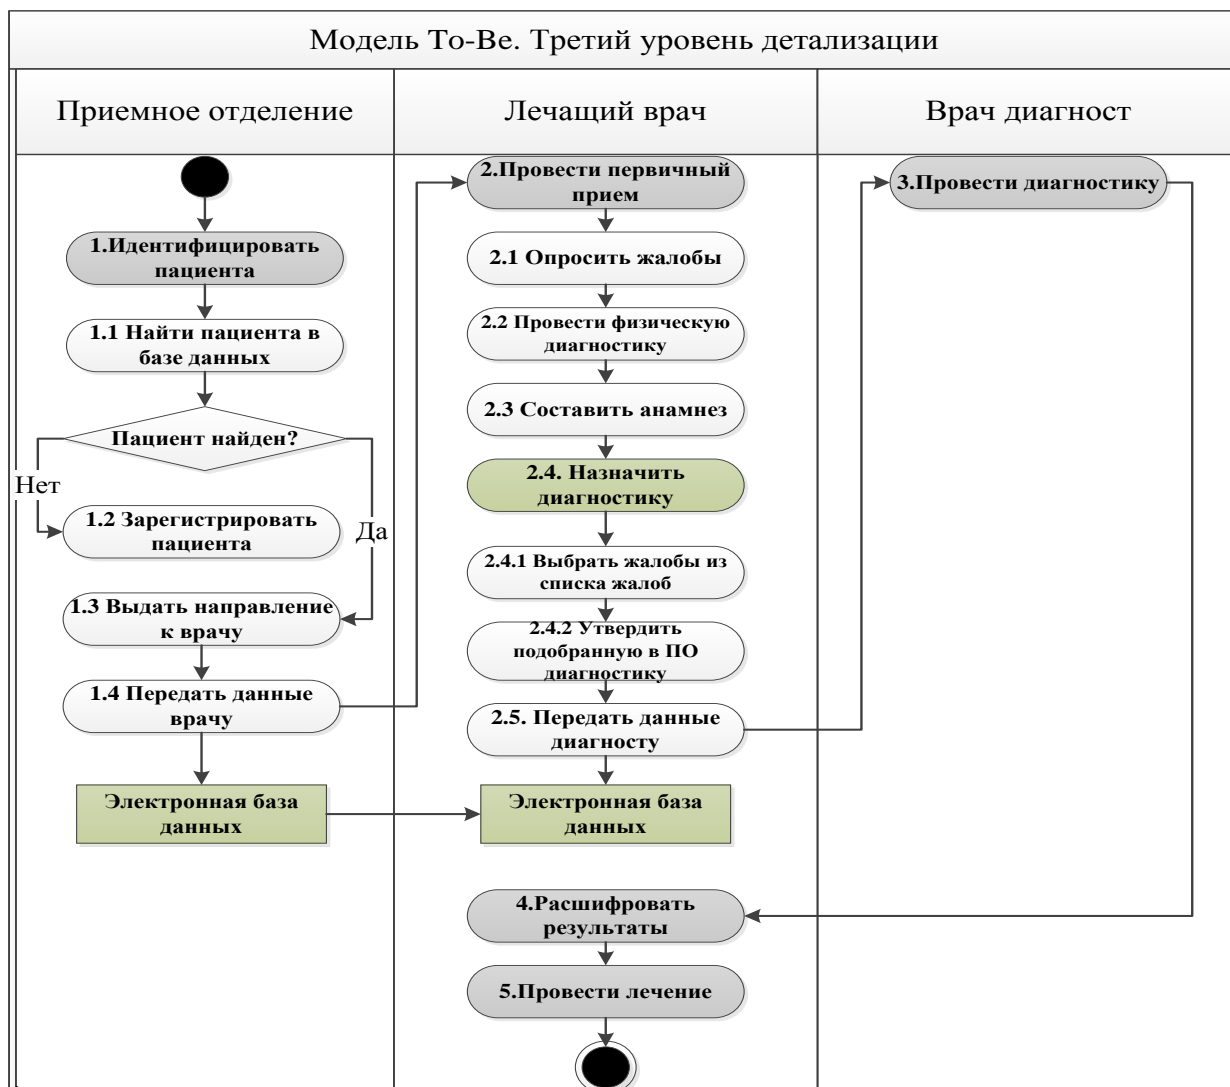 Модель To-Be. Третий уровень детализации
Приемное отделение
Лечащий врач
Врач диагност
1.Идентифицировать
пациента
1.1 Найти пациента в
базе данных
Пациент найден?
Нет
Да
1.2 Зарегистрировать
пациента
1.3 Выдать направление
к врачу
1.4 Передать данные
врачу
Электронная база
данных
2.Провести первичный
прием
2.1 Опросить жалобы
2.2 Провести физическую
диагностику
2.3 Составить анамнез
2.4. Назначить
диагностику
2.4.1 Выбрать жалобы из
списка жалоб
2.4.2 Утвердить
подобранную в ПО
диагностику
2.5. Передать данные
диагносту
Электронная база
данных
3.Провести диагностику
4.Расшифровать
результаты
5.Провести лечение